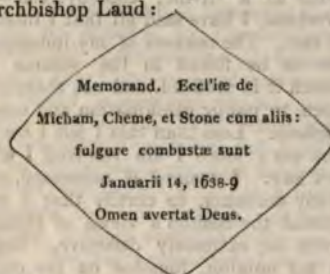 rchbishop Laud :
Memorand. Eccl'iæ de
Micham, Cheme, et Stone cum aliis :
fulgure combustæ sunt
Januarii 14, 1638-9
Omen avertat Deus.